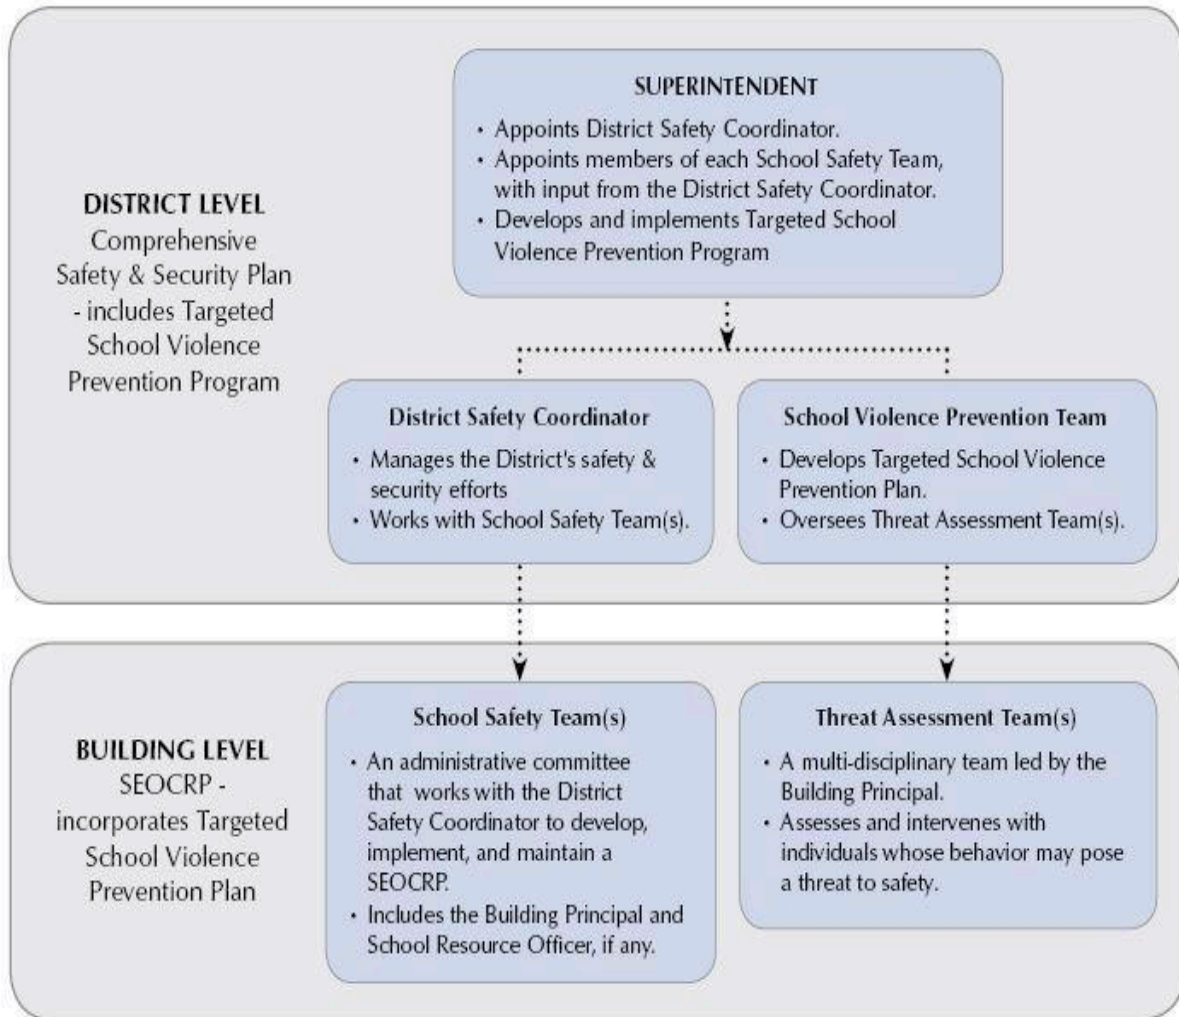 SUPERINTENDENT
• Appoints District Safety Coordinator.
• Appoints members of each School Safety Team,
with input from the District Safety Coordinator.
• Develops and implements Targeted School
Violence Prevention Program
DISTRICT LEVEL
Comprehensive
Safety & Security Plan
- includes Targeted
School Violence
Prevention Program
District Safety Coordinator
• Manages the District's safety &
security efforts
• Works with School Safety Team(s).
School Violence Prevention Team
• Develops Targeted School Violence
Prevention Plan.
• Oversees Threat Assessment Team(s).
BUILDING LEVEL
SEOCRP -
incorporates Targeted
School Violence
Prevention Plan
School Safety Team(s)
• An administrative committee
that works with the District
Safety Coordinator to develop,
implement, and maintain a
SEOCRP.
• Includes the Building Principal and
School Resource Officer, if any.
Threat Assessment Team(s)
• A multi-disciplinary team led by the
Building Principal.
• Assesses and intervenes with
individuals whose behavior may pose
a threat to safety.